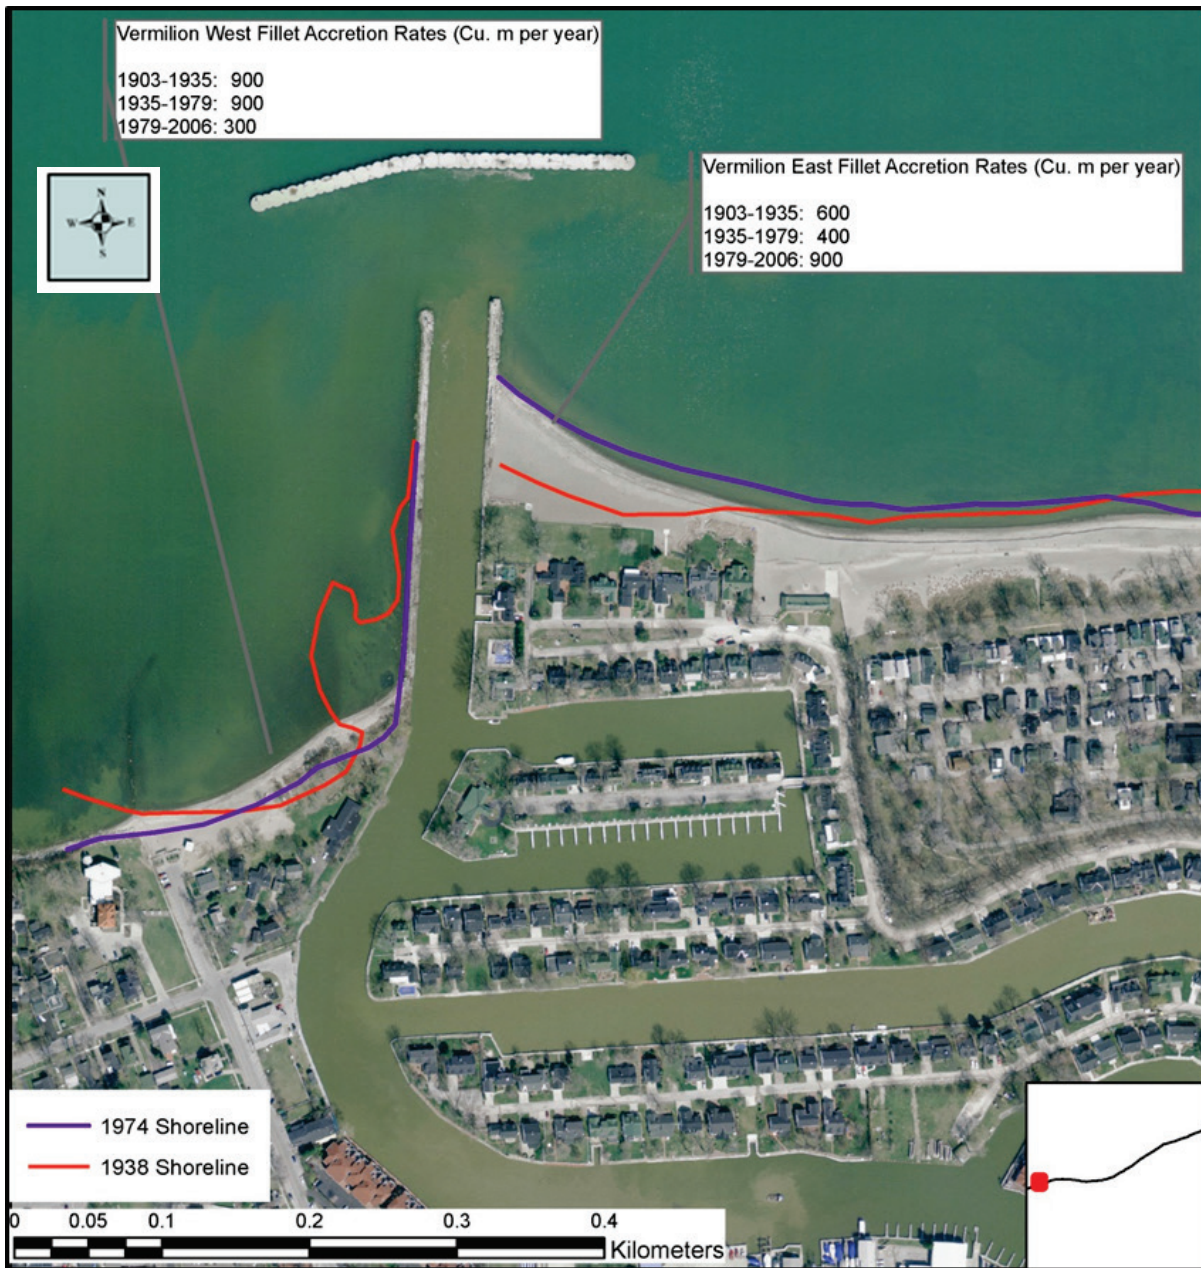 Vermilion West Fillet Accretion Rates (Cu. m per year)
1903-1935: 900
1935-1979: 900
1979-2006: 300
Vermilion East Fillet Accretion Rates (Cu. m per year)
1903-1935: 600
1935-1979: 400
1979-2006: 900
N
W E
S
1974 Shoreline
1938 Shoreline
0 0.05 0.1 0.2 0.3 0.4
Kilometers